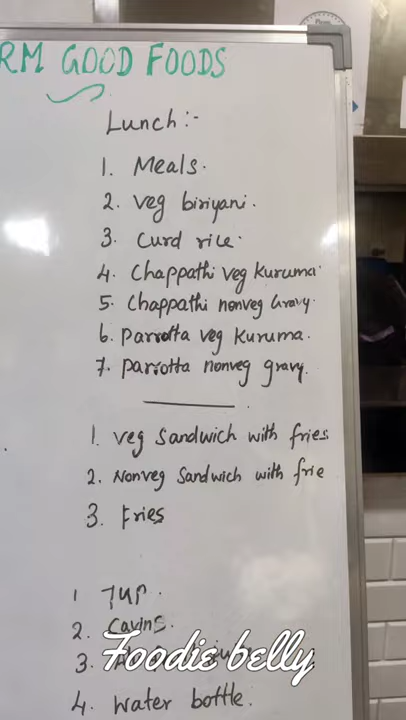 RM GOOD FOODS
Lunch :-
1. Meals.
2. Veg biriyani.
3. Curd rice.
4. Chappathi veg Kuruma.
5. Chappathi nonveg Gravy.
6. Parrotta veg Kuruma.
7. Parrotta nonveg gravy.
1. Veg Sandwich with fries
2. Nonveg Sandwich with frie
3. Fries
1 7up.
2. Cavins.
3.
Foodie belly
4. Water bottle.